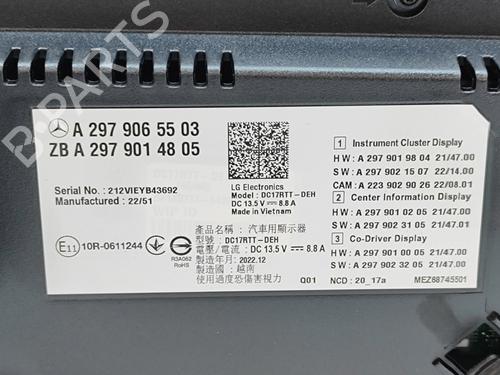 B-PARTS
A 297 906 55 03
ZB A 297 901 48 05
Serial No. : 212VIEYB43692
Manufactured : 22/51
E11 10R-0611244
R3A062
RoHS
LG Electronics
Model : DC17RTT-DEH
DC 13.5 V 8.8 A
Made in Vietnam
品名 : 汽車用顯示器
型號 : DC17RTT-DEH
電壓／電流 : DC 13.5 V 8.8 A
製造年月 : 2022.12
製造國 : 越南
使用過度恐傷害視力
Q01
1 Instrument Cluster Display
HW : A 297 901 98 04 21/47.00
SW : A 297 902 15 07 22/14.00
CAM : A 223 902 90 26 22/08.01
2 Center Information Display
HW : A 297 901 02 05 21/47.00
SW : A 297 902 31 05 21/47.01
3 Co-Driver Display
HW : A 297 901 00 05 21/47.00
SW : A 297 902 32 05 21/47.00
NCD : 20_17a
MEZ68745501